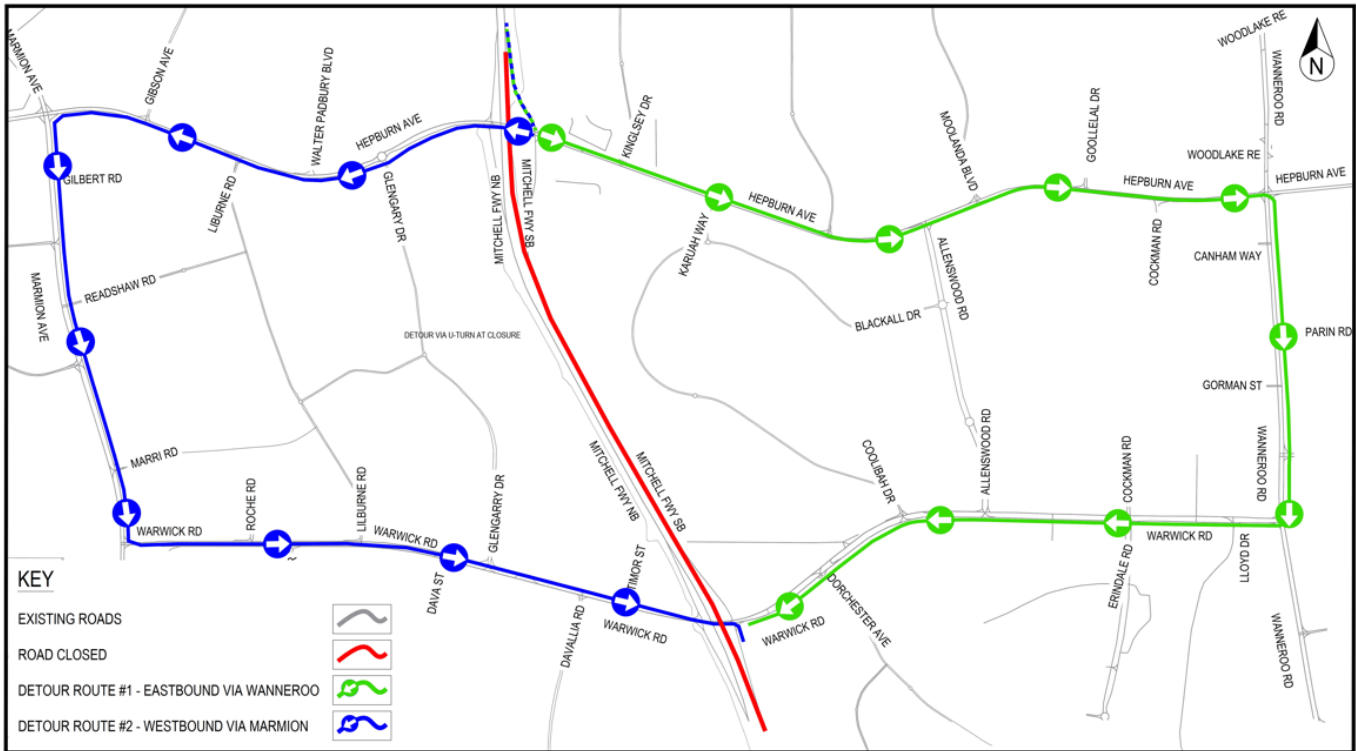 WOODLAKE RE
MARMION AVE
GIBSON AVE
WALTER PADBURY BLVD
HEPBURN AVE
KINGLSEY DR
MOOLANDA BLVD
GOOLLELAL DR
WANNEROO RD
N
WOODLAKE RE
HEPBURN AVE
HEPBURN AVE
GILBERT RD
LIBURNE RD
GLENGARY DR
MITCHELL FWY NB
MITCHELL FWY SB
KARUAH WAY
HEPBURN AVE
ALLENSWOOD RD
COCKMAN RD
CANHAM WAY
MARMION AVE
READSHAW RD
DETOUR VIA U-TURN AT CLOSURE
BLACKALL DR
PARIN RD
GORMAN ST
MARRI RD
MITCHELL FWY NB
MITCHELL FWY SB
COOLIBAH DR
ALLENSWOOD RD
COCKMAN RD
WANNEROO RD
WARWICK RD
ROCHE RD
LILBURNE RD
WARWICK RD
GLENGARRY DR
WARWICK RD
LLOYD DR
DAVA ST
TIMOR ST
DAVALLIA RD
WARWICK RD
WARWICK RD
DORCHESTER AVE
ERINDALE RD
WANNEROO RD
KEY
EXISTING ROADS
ROAD CLOSED
DETOUR ROUTE #1 - EASTBOUND VIA WANNEROO
DETOUR ROUTE #2 - WESTBOUND VIA MARMION